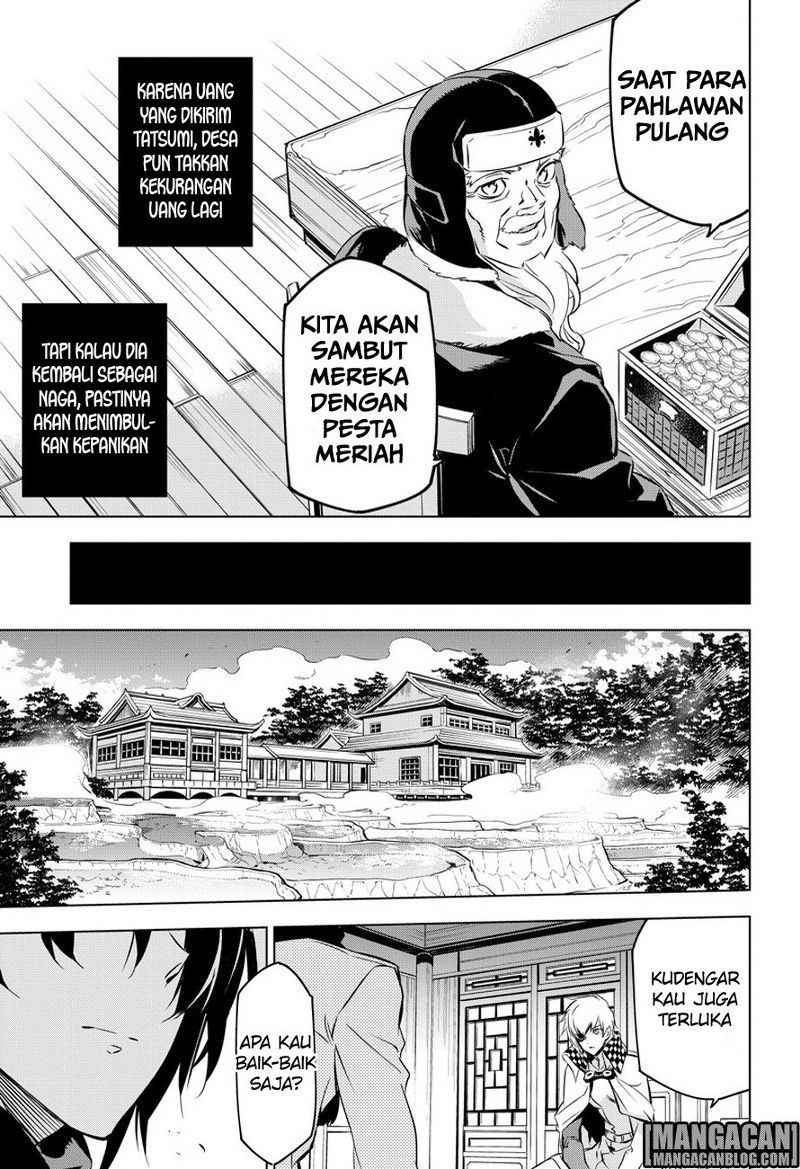 SAAT PARA
PAHLAWAN
PULANG
KARENA UANG
YANG DIKIRIM
TATSUMI, DESA
PUN TAKKAN
KEKURANGAN
UANG LAGI
KITA AKAN
SAMBUT
MEREKA
DENGAN
PESTA
MERIAH
TAPI KALAU DIA
KEMBALI SEBAGAI
NAGA, PASTINYA
AKAN MENIMBUL-
KAN KEPANIKAN
KUDENGAR
KAU JUGA
TERLUKA
APA KAU
BAIK-BAIK
SAJA?
MANGACAN
MANGACANBLOG.COM